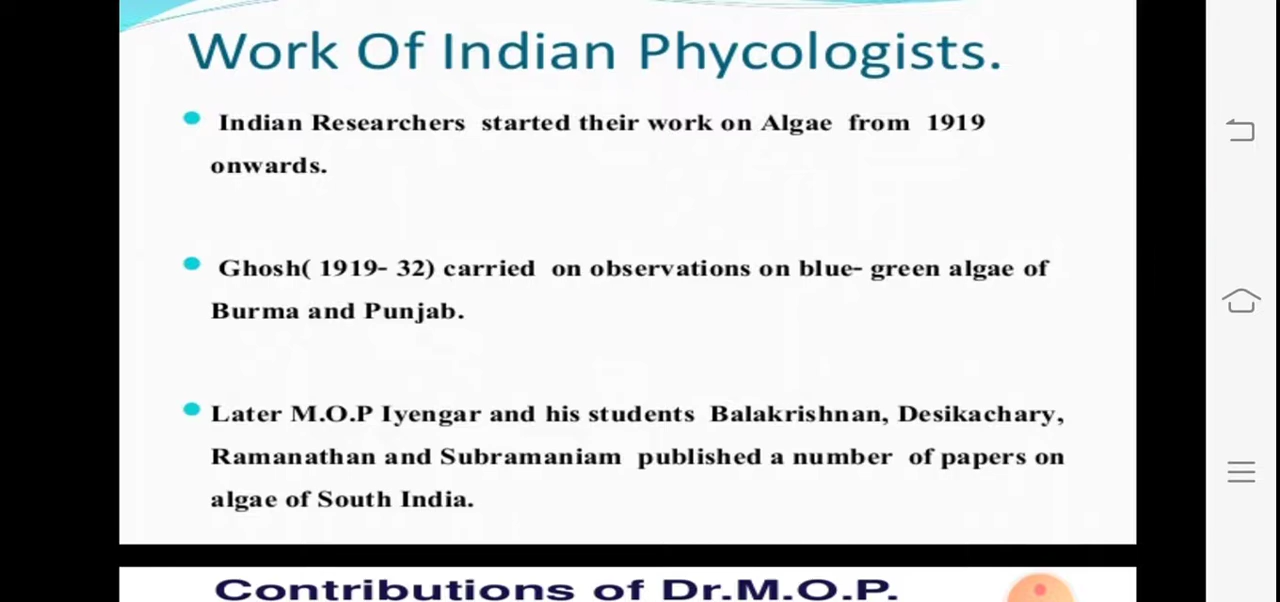 Work Of Indian Phycologists.
Indian Researchers started their work on Algae from 1919
onwards.
Ghosh( 1919- 32) carried on observations on blue- green algae of
Burma and Punjab.
Later M.O.P Iyengar and his students Balakrishnan, Desikachary,
Ramanathan and Subramaniam published a number of papers on
algae of South India.
Contributions of Dr.M.O.P.